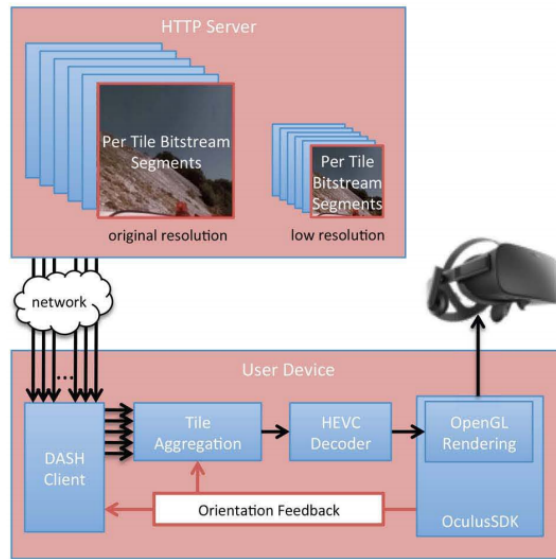 HTTP Server
Per Tile Bitstream
Segments
Per Tile
Bitstream
Segments
original resolution
low resolution
network
...
User Device
DASH
Client
Tile
Aggregation
HEVC
Decoder
OpenGL
Rendering
Orientation Feedback
OculusSDK